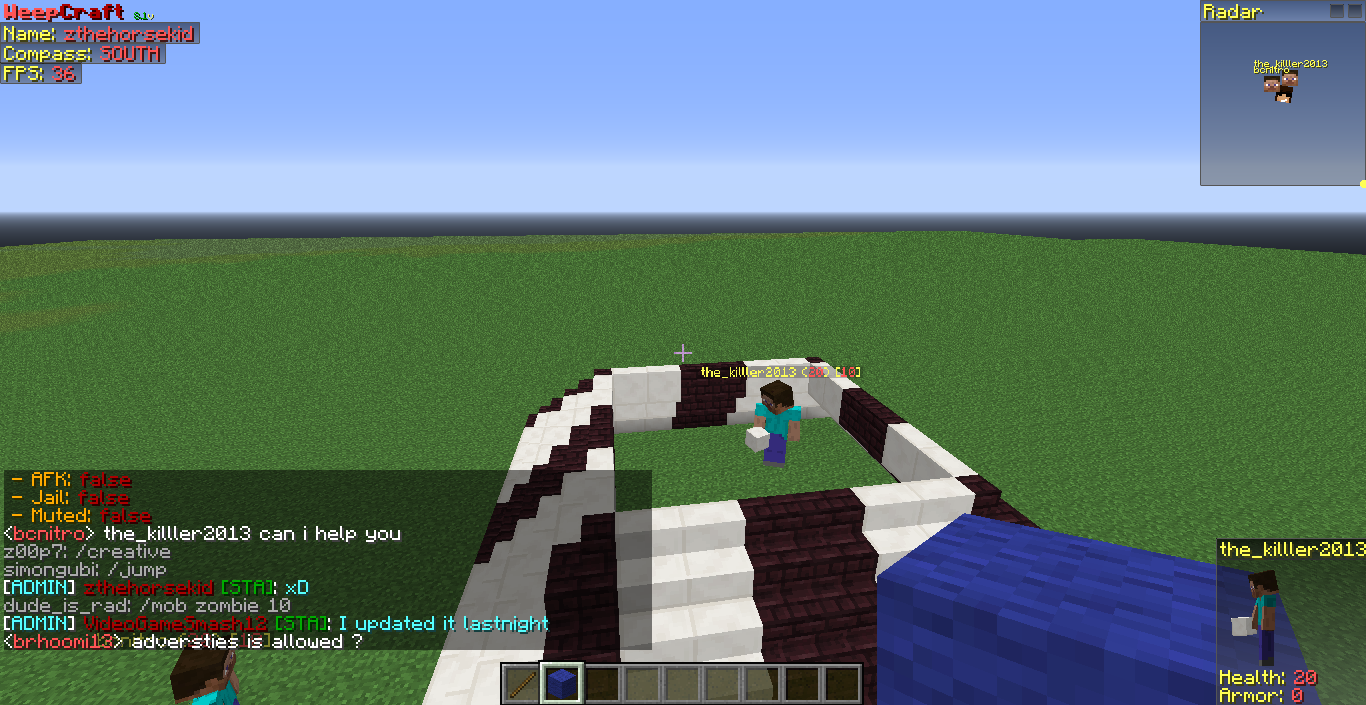 WeepCraft
Name: zthehorsekid
Compass: SOUTH
FPS: 36
Radar
the_killler2013
bcnitro
the_killler2013
- AFK: false
- Jail: false
- Muted: false
<bcnitro> the_killler2013 can i help you
z00p7: /creative
simongubi: /jump
[ADMIN] zthehorsekid [STA]: xD
dude_is_rad: /mob zombie 10
[ADMIN] VideoGameSmash12 [STA]: I updated it lastnight
<brhoomi13> adversties is allowed ?
the_killler2013
Health: 20
Armor: 0